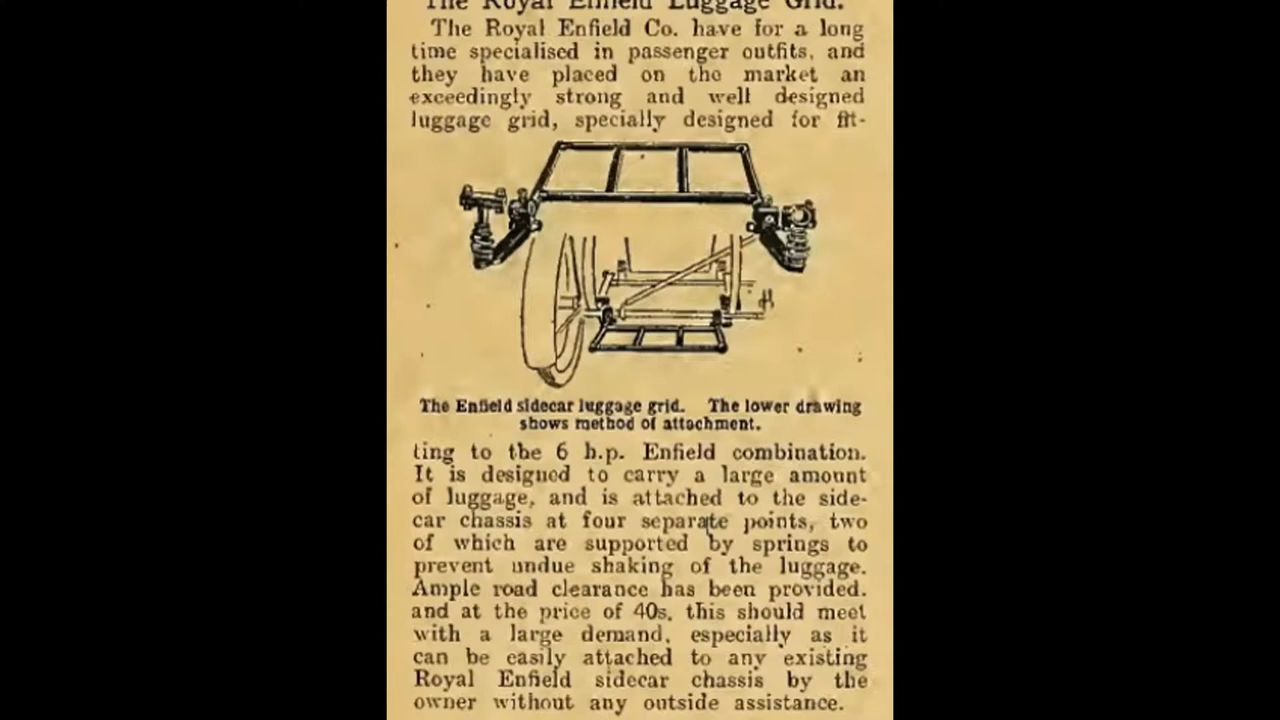 The Royal Enfield Luggage Grid.
The Royal Enfield Co. have for a long
time specialised in passenger outfits, and
they have placed on the market an
exceedingly strong and well designed
luggage grid, specially designed for fit-
The Enfield sidecar luggage grid. The lower drawing
shows method of attachment.
ting to the 6 h.p. Enfield combination.
It is designed to carry a large amount
of luggage, and is attached to the side-
car chassis at four separate points, two
of which are supported by springs to
prevent undue shaking of the luggage.
Ample road clearance has been provided.
and at the price of 40s. this should meet
with a large demand, especially as it
can be easily attached to any existing
Royal Enfield sidecar chassis by the
owner without any outside assistance.